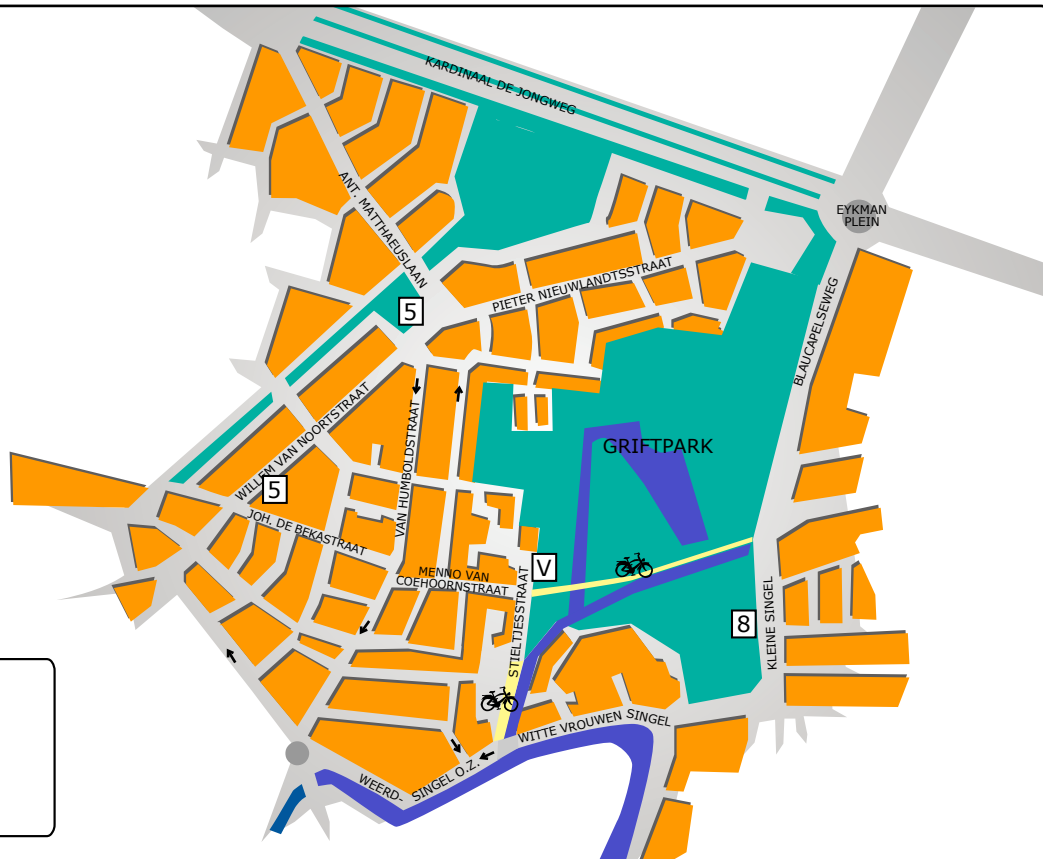 KARDINAAL DE JONGWEG
ANT. MATTHAEUSLAAN
EYKMAN
PLEIN
PIETER NIEUWLANDTSSTRAAT
BLAUCAPELSEWEG
5
WILLEM VAN NOORTSTRAAT
VAN HUMBOLDTSTRAAT
GRIFTPARK
5
JOH. DE BEKASTRAAT
MENNO VAN
COEHOORNSTRAAT
V
STIELTJESSTRAAT
8
KLEINE SINGEL
WITTE VROUWEN SINGEL
WEERD-
SINGEL O.Z.